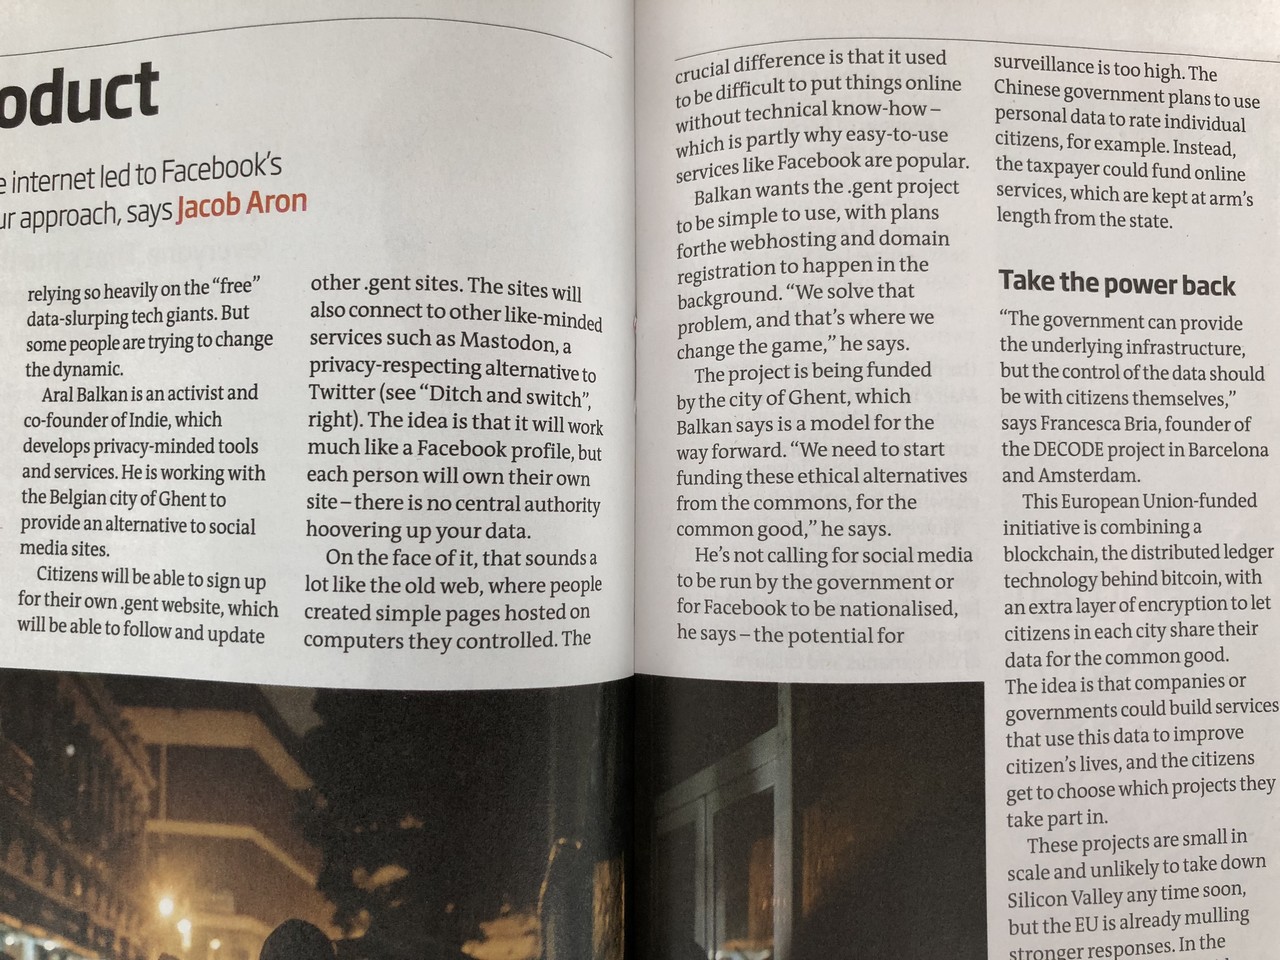 oduct
e internet led to Facebook's
ur approach, says Jacob Aron
relying so heavily on the “free”
data-slurping tech giants. But
some people are trying to change
the dynamic.
Aral Balkan is an activist and
co-founder of Indie, which
develops privacy-minded tools
and services. He is working with
the Belgian city of Ghent to
provide an alternative to social
media sites.
Citizens will be able to sign up
for their own .gent website, which
will be able to follow and update
other .gent sites. The sites will
also connect to other like-minded
services such as Mastodon, a
privacy-respecting alternative to
Twitter (see “Ditch and switch”,
right). The idea is that it will work
much like a Facebook profile, but
each person will own their own
site – there is no central authority
hoovering up your data.
On the face of it, that sounds a
lot like the old web, where people
created simple pages hosted on
computers they controlled. The
crucial difference is that it used
to be difficult to put things online
without technical know-how –
which is partly why easy-to-use
services like Facebook are popular.
Balkan wants the .gent project
to be simple to use, with plans
forthe webhosting and domain
registration to happen in the
background. “We solve that
problem, and that's where we
change the game,” he says.
The project is being funded
by the city of Ghent, which
Balkan says is a model for the
way forward. “We need to start
funding these ethical alternatives
from the commons, for the
common good,” he says.
He's not calling for social media
to be run by the government or
for Facebook to be nationalised,
he says – the potential for
surveillance is too high. The
Chinese government plans to use
personal data to rate individual
citizens, for example. Instead,
the taxpayer could fund online
services, which are kept at arm's
length from the state.
Take the power back
“The government can provide
the underlying infrastructure,
but the control of the data should
be with citizens themselves,”
says Francesca Bria, founder of
the DECODE project in Barcelona
and Amsterdam.
This European Union-funded
initiative is combining a
blockchain, the distributed ledger
technology behind bitcoin, with
an extra layer of encryption to let
citizens in each city share their
data for the common good.
The idea is that companies or
governments could build services
that use this data to improve
citizen's lives, and the citizens
get to choose which projects they
take part in.
These projects are small in
scale and unlikely to take down
Silicon Valley any time soon,
but the EU is already mulling
stronger responses. In the